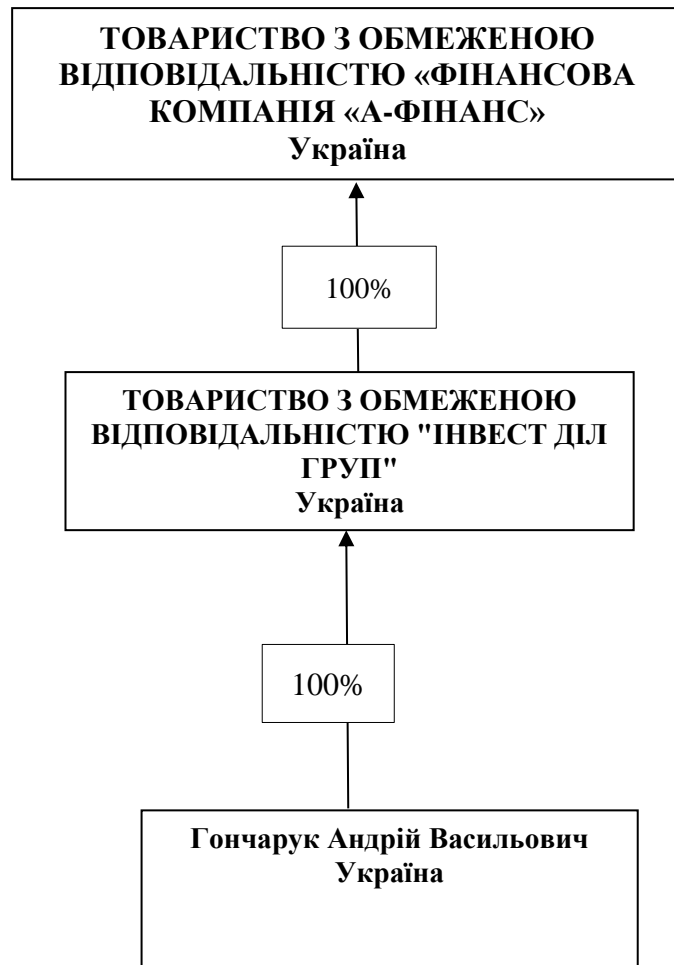 ТОВАРИСТВО З ОБМЕЖЕНОЮ
ВІДПОВІДАЛЬНІСТЮ «ФІНАНСОВА
КОМПАНІЯ «А-ФІНАНС»
Україна
100%
ТОВАРИСТВО З ОБМЕЖЕНОЮ
ВІДПОВІДАЛЬНІСТЮ "ІНВЕСТ ДІЛ
ГРУП"
Україна
100%
Гончарук Андрій Васильович
Україна